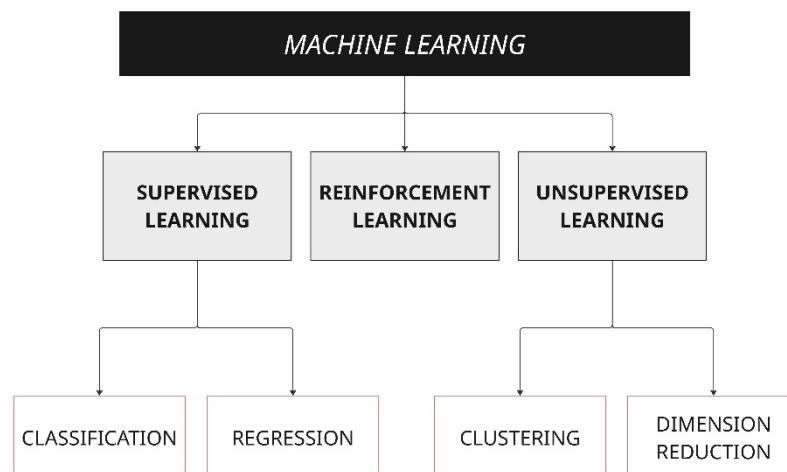 MACHINE LEARNING
SUPERVISED
LEARNING
REINFORCEMENT
LEARNING
UNSUPERVISED
LEARNING
CLASSIFICATION
REGRESSION
CLUSTERING
DIMENSION
REDUCTION